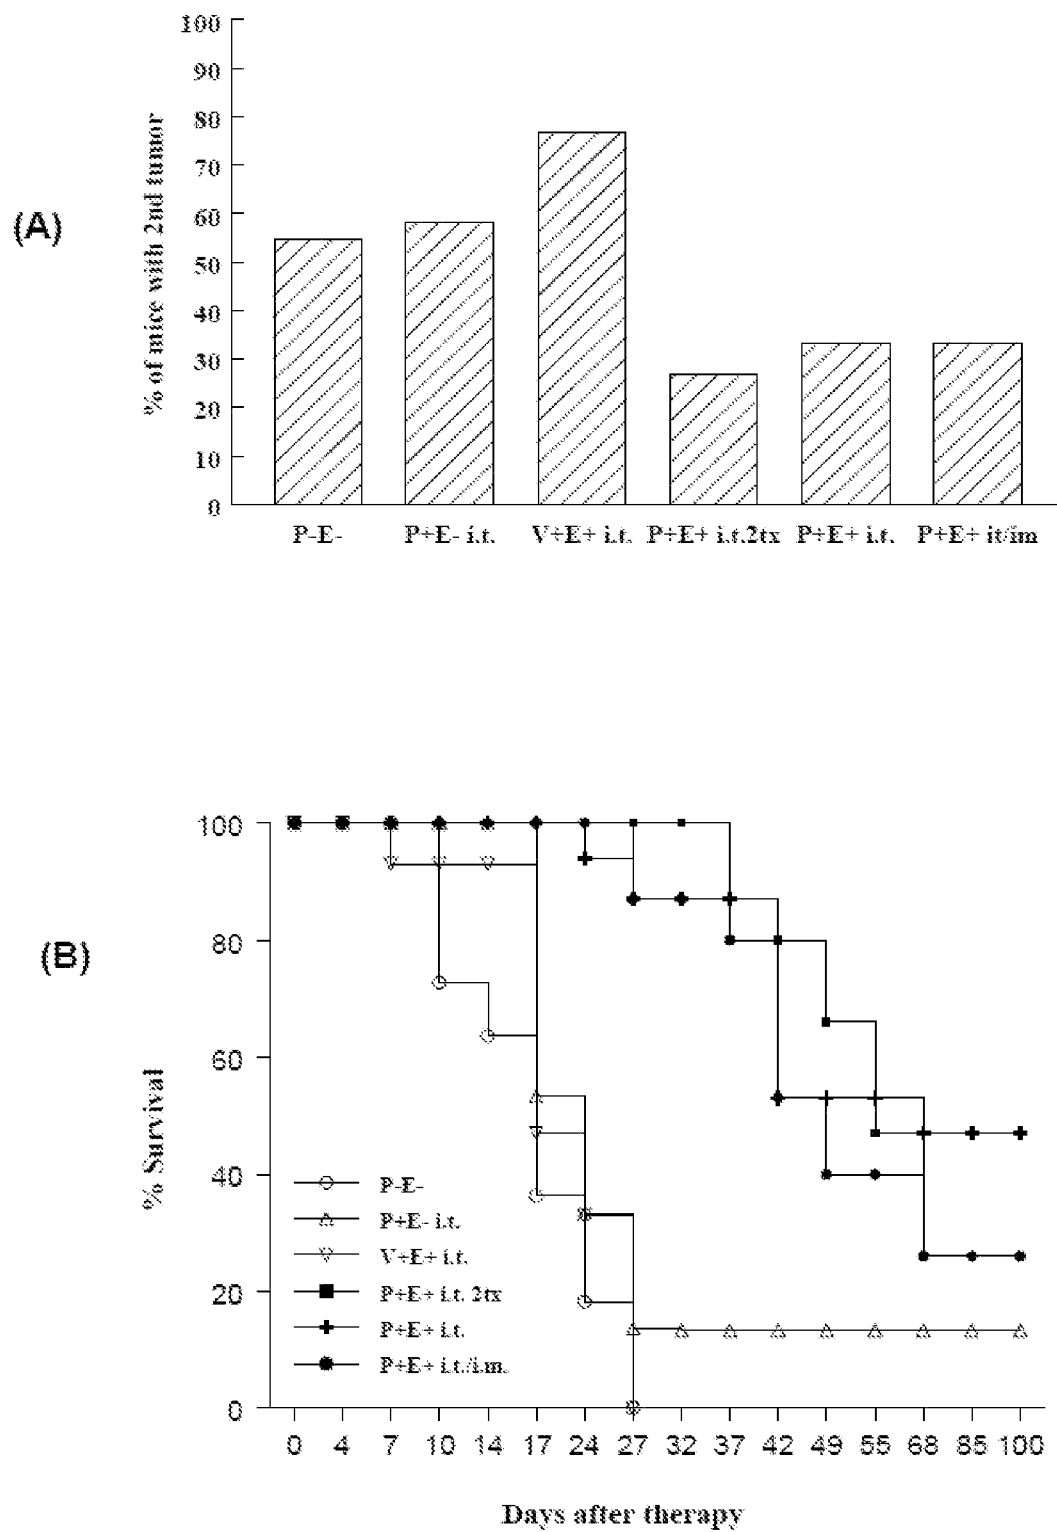 (A)
% of mice with 2nd tumor
100
90
80
70
60
50
40
30
20
10
0
P-E-
P+E- i.t.
V+E+ i.t.
P+E+ i.t.2tx
P+E+ i.t.
P+E+ it/im
(B)
% Survival
100
80
60
40
20
0
P-E-
P+E- i.t.
V+E+ i.t.
P+E+ i.t. 2tx
P+E+ i.t.
P+E+ i.t./i.m.
0 4 7 10 14 17 24 27 32 37 42 49 55 68 85 100
Days after therapy